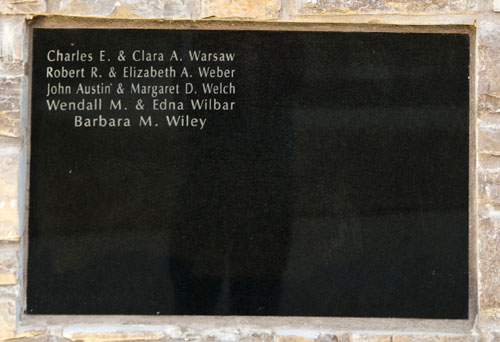 Charles E. & Clara A. Warsaw
Robert R. & Elizabeth A. Weber
John Austin' & Margaret D. Welch
Wendall M. & Edna Wilbar
Barbara M. Wiley